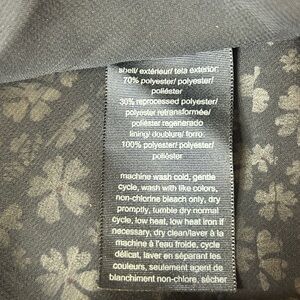 shell/ extérieur/ tela exterior:
70% polyester/ polyester/
poliéster
30% reprocessed polyester/
polyester retransformée/
poliéster regenerado
lining/ doublure/ forro:
100% polyester/ polyester/
poliéster
machine wash cold, gentle
cycle, wash with like colors,
non-chlorine bleach only, dry
promptly, tumble dry normal
cycle, low heat, low heat iron if
necessary, dry clean/laver à la
machine à l'eau froide, cycle
délicat, laver en séparant les
couleurs, seulement agent de
blanchiment non-chlore, sécher